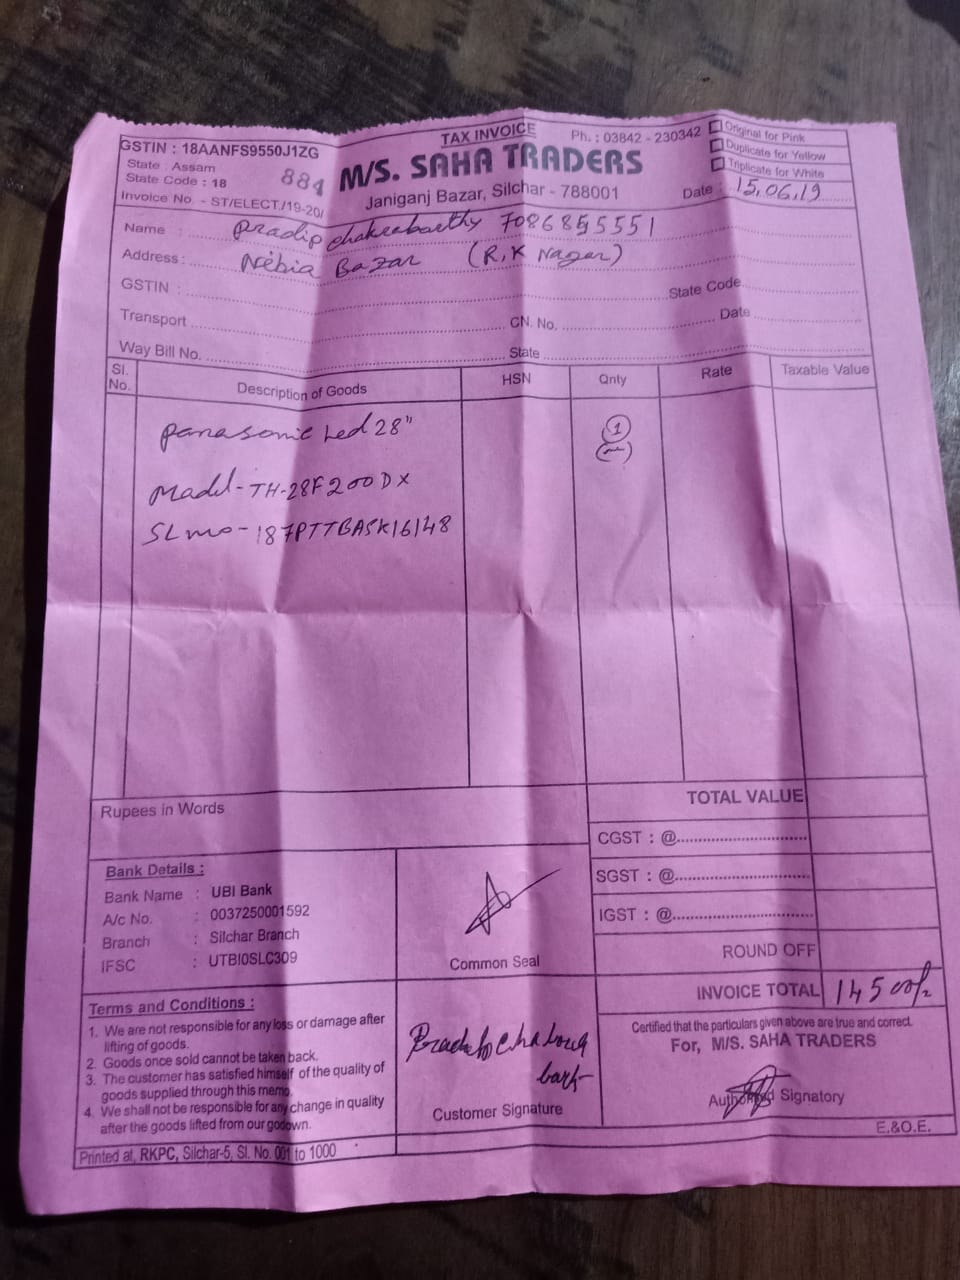 TAX INVOICE
GSTIN : 18AANFS9550J1ZG
State : Assam
State Code : 18
Invoice No. - ST/ELECT./19-20/ 884
M/S. SAHA TRADERS
Janiganj Bazar, Silchar - 788001
Ph. : 03842 - 230342
Original for Pink
Duplicate for Yellow
Triplicate for White
Date : 15.06.19
Name : Pradip Chakrabarthy 7086855551
Address : Nebia Bazar (R.K Nagar)
GSTIN : State Code
Transport CN. No. Date
Way Bill No. State
Sl. No. Description of Goods HSN Qnty Rate Taxable Value
Panasonic Led 28" 1
Madel- TH-28F200DX
SL no- 187PTTBASK16148
Rupees in Words
TOTAL VALUE
CGST : @
SGST : @
IGST : @
ROUND OFF
INVOICE TOTAL 14500/-
Bank Details :
Bank Name : UBI Bank
A/c No. : 0037250001592
Branch : Silchar Branch
IFSC : UTBI0SLC309
Common Seal
Terms and Conditions :
1. We are not responsible for any loss or damage after
lifting of goods.
2. Goods once sold cannot be taken back.
3. The customer has satisfied himself of the quality of
goods supplied through this memo.
4. We shall not be responsible for any change in quality
after the goods lifted from our godown.
Customer Signature
Certified that the particulars given above are true and correct.
For, M/S. SAHA TRADERS
Authorised Signatory
E.&O.E.
Printed at, RKPC, Silchar-5, Sl. No. 001 to 1000